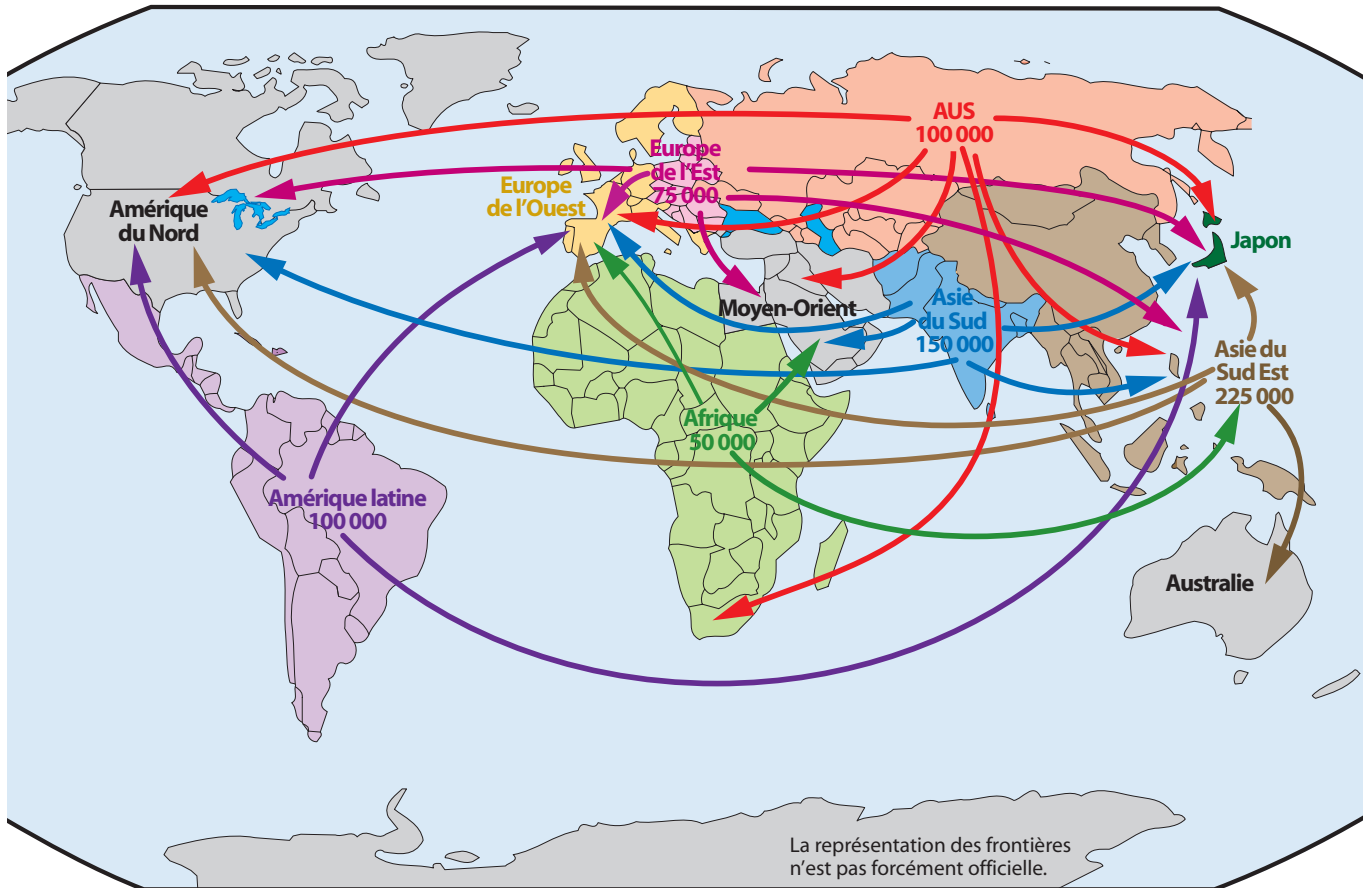 AUS
100 000
Europe
de l'Est
75 000
Europe
de l'Ouest
Amérique
du Nord
Japon
Moyen-Orient
Asie
du Sud
150 000
Asie du
Sud Est
225 000
Afrique
50 000
Amérique latine
100 000
Australie
La représentation des frontières
n'est pas forcément officielle.